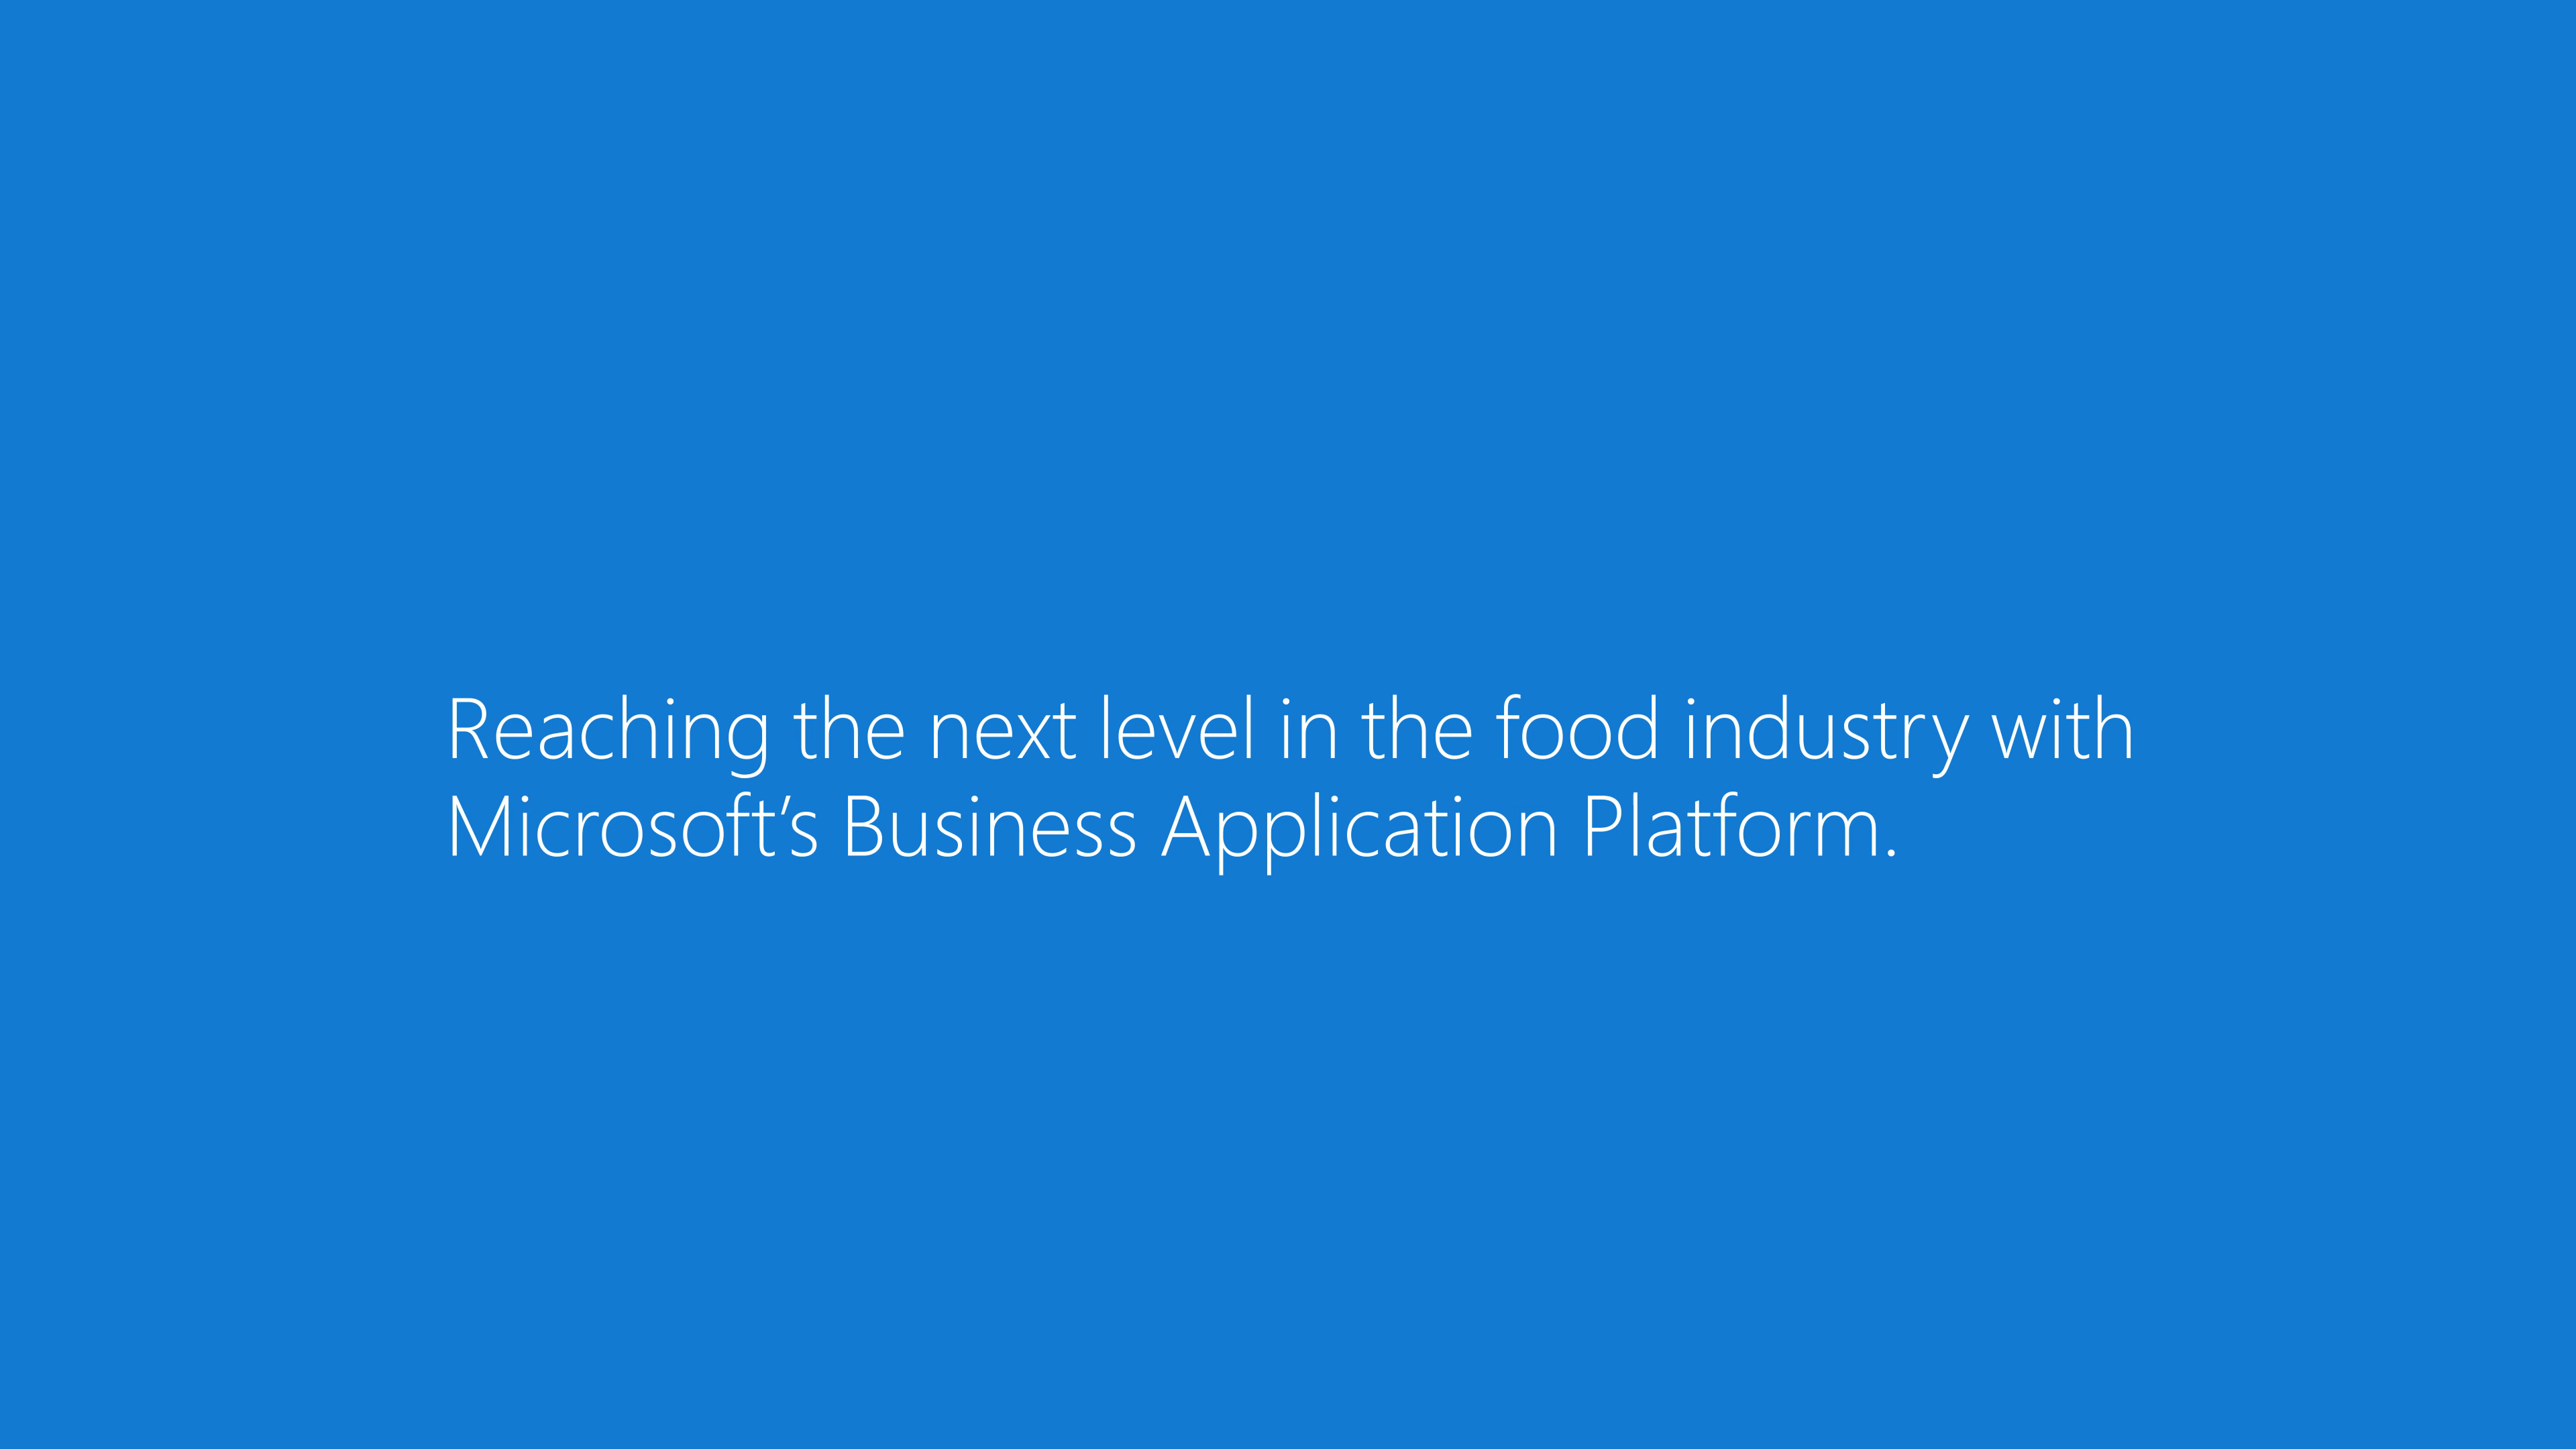 Reaching the next level in the food industry with
Microsoft’s Business Application Platform.